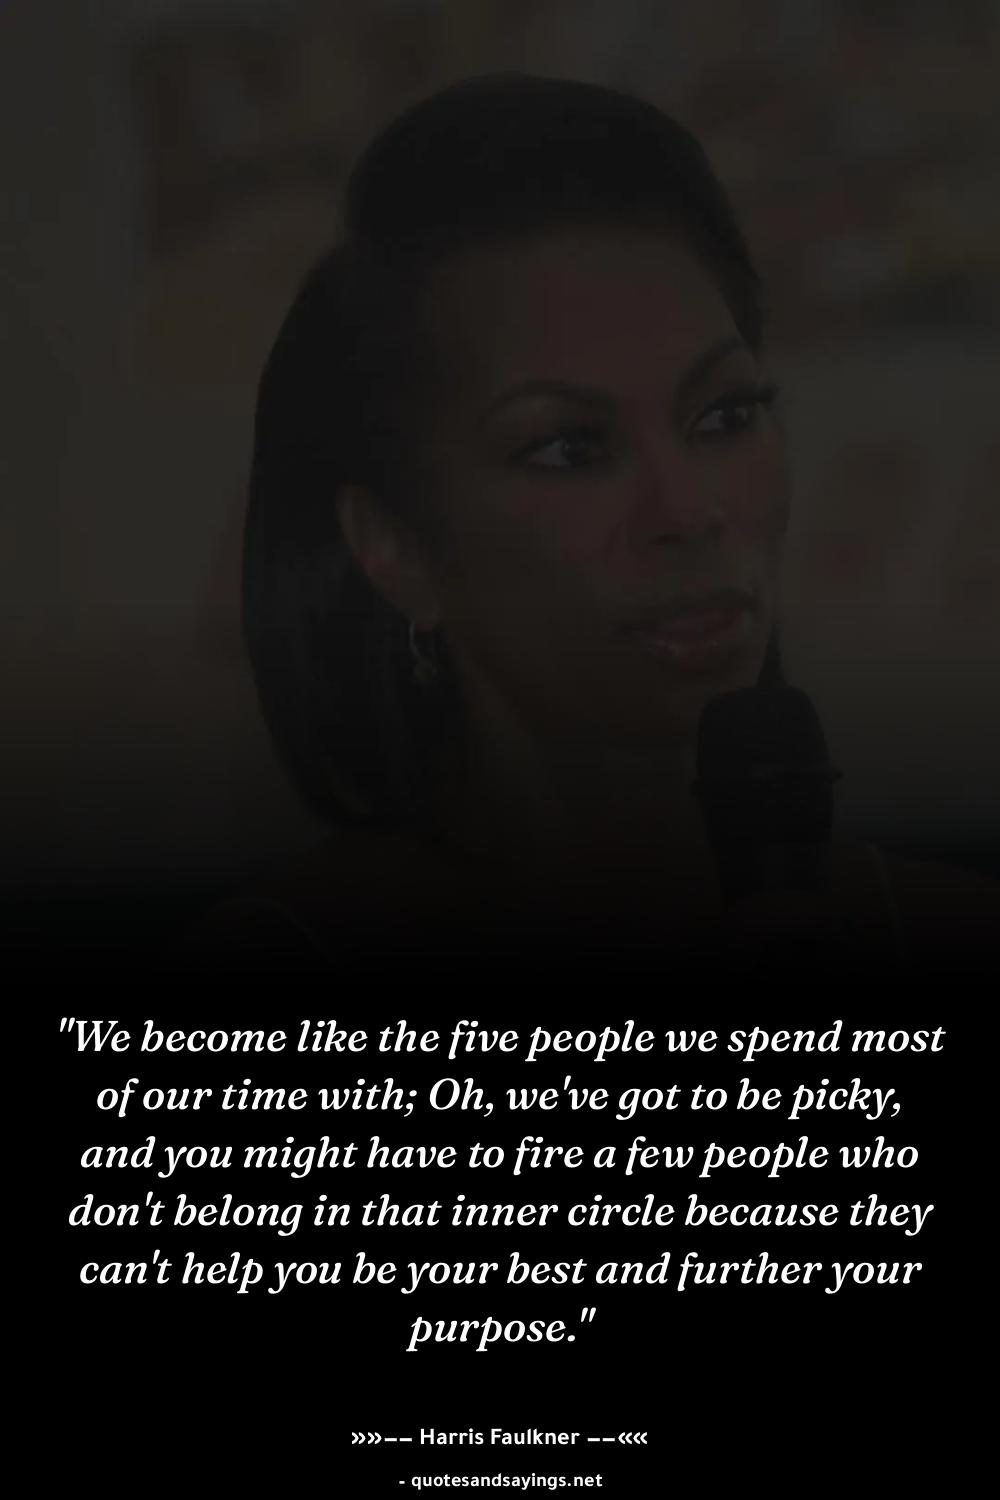 "We become like the five people we spend most
of our time with; Oh, we've got to be picky,
and you might have to fire a few people who
don't belong in that inner circle because they
can't help you be your best and further your
purpose."
»»–– Harris Faulkner ––««
- quotesandsayings.net